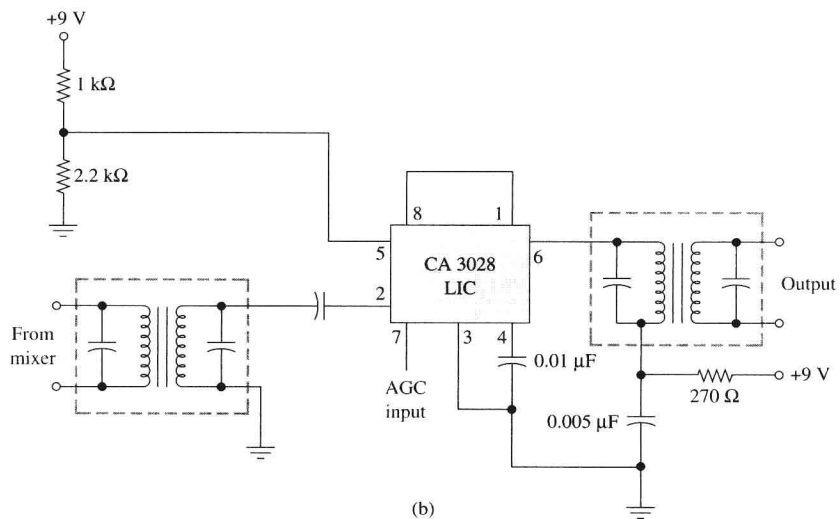 +9 V
1 kΩ
2.2 kΩ
8
1
5
CA 3028
LIC
6
2
7
3
4
From
mixer
AGC
input
0.01 μF
Output
+9 V
270 Ω
0.005 μF
(b)